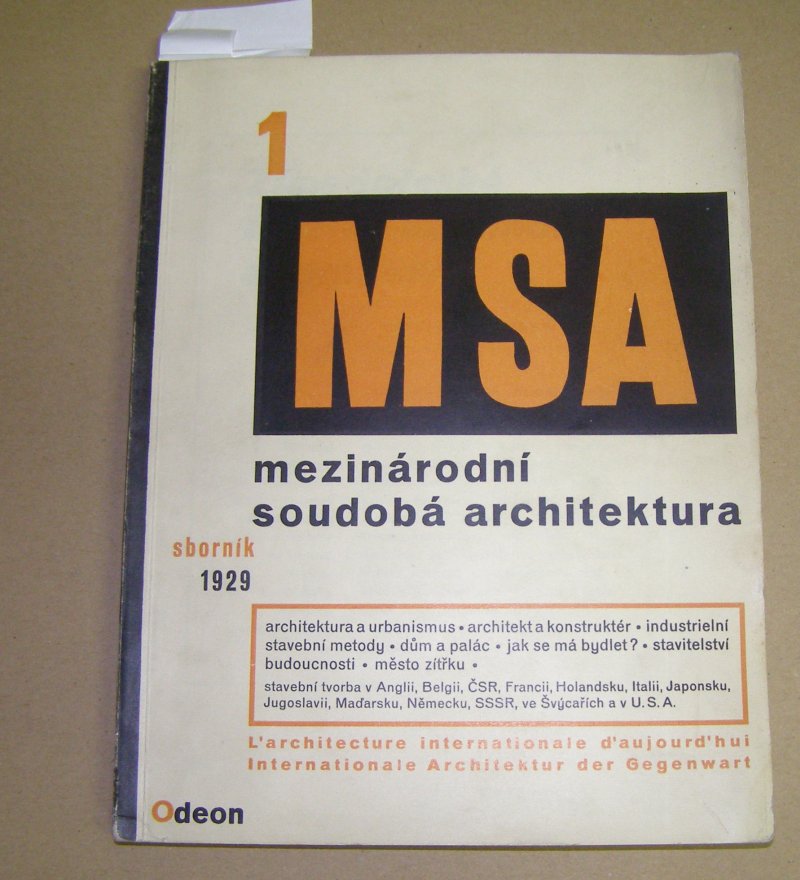 1
MSA
mezinárodní
soudobá architektura
sborník
1929
architektura a urbanismus • architekt a konstruktér • industrielní
stavební metody • dům a palác • jak se má bydlet? • stavitelství
budoucnosti • město zítřku •
stavební tvorba v Anglii, Belgii, ČSR, Francii, Holandsku, Italii, Japonsku,
Jugoslavii, Maďarsku, Německu, SSSR, ve Švýcařích a v U.S.A.
L'architecture internationale d'aujourd'hui
Internationale Architektur der Gegenwart
Odeon